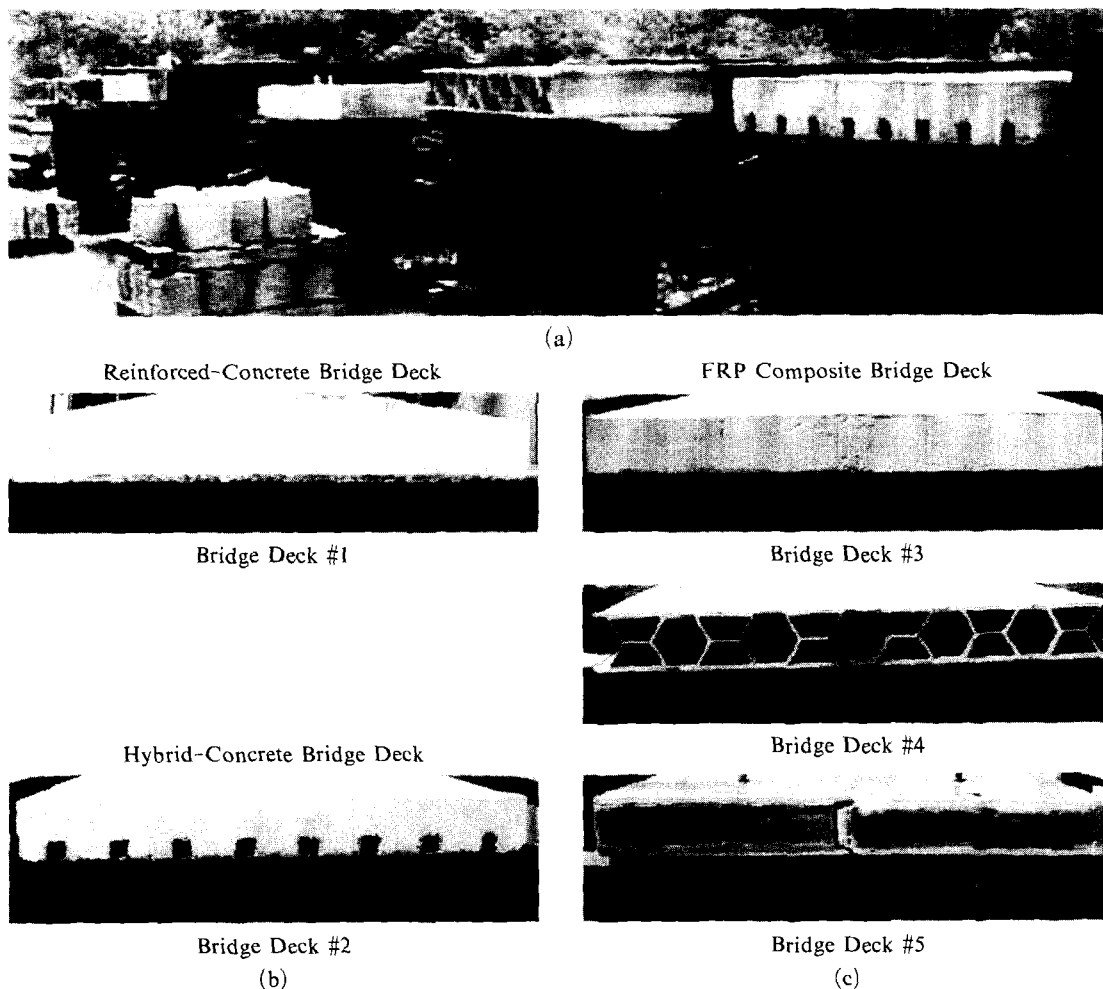 (a)
Reinforced-Concrete Bridge Deck
Bridge Deck #1
Hybrid-Concrete Bridge Deck
Bridge Deck #2
(b)
FRP Composite Bridge Deck
Bridge Deck #3
Bridge Deck #4
Bridge Deck #5
(c)